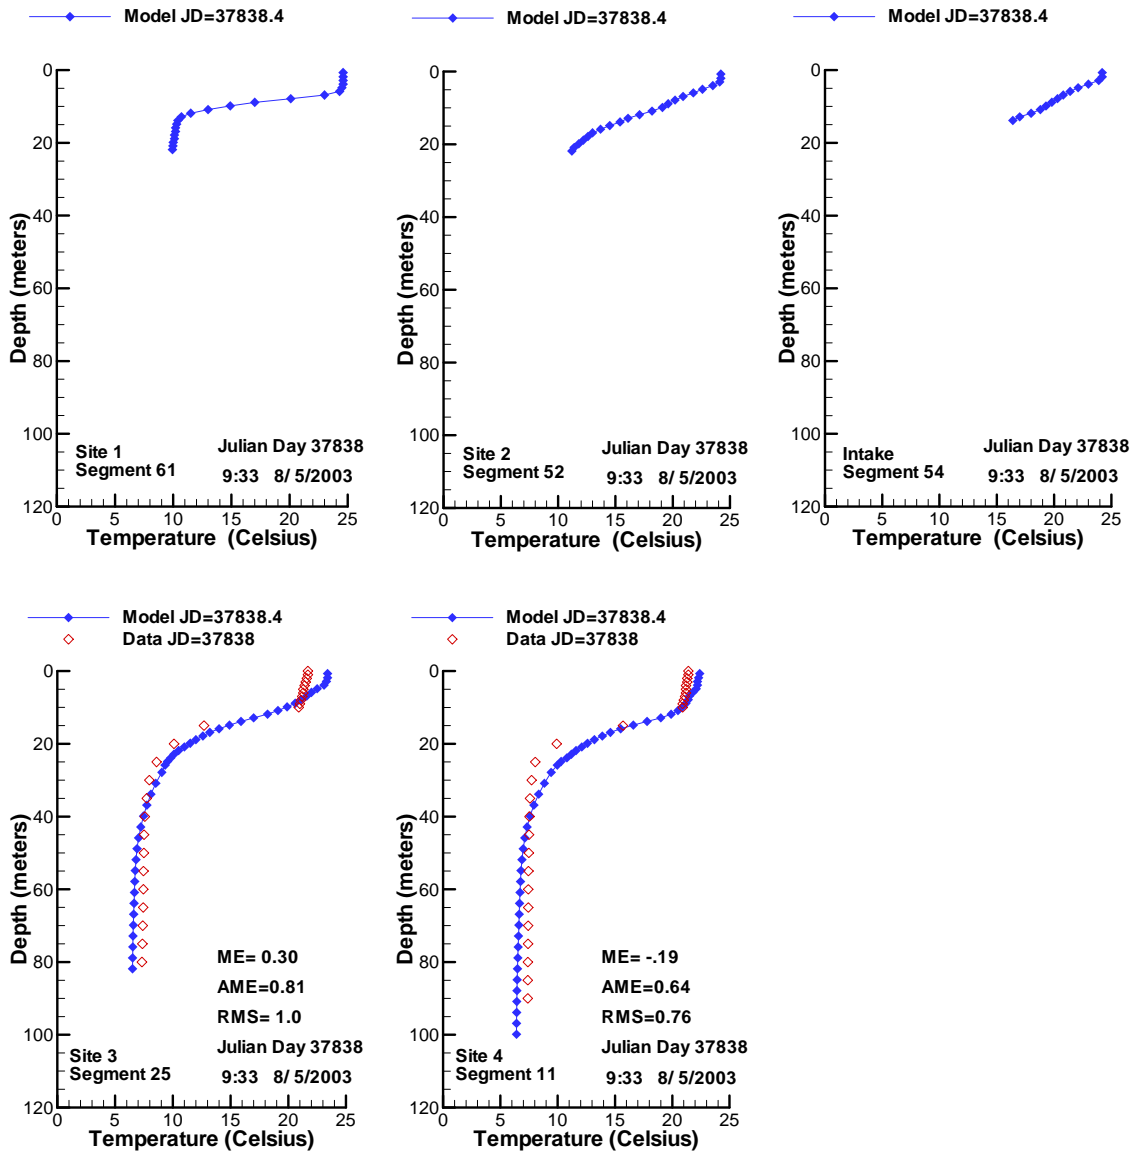 Model JD=37838.4
0
20
40
60
80
100
120
Depth (meters)
Site 1
Segment 61
Julian Day 37838
9:33 8/ 5/2003
0 5 10 15 20 25
Temperature (Celsius)
Model JD=37838.4
0
20
40
60
80
100
120
Depth (meters)
Site 2
Segment 52
Julian Day 37838
9:33 8/ 5/2003
0 5 10 15 20 25
Temperature (Celsius)
Model JD=37838.4
0
20
40
60
80
100
120
Depth (meters)
Intake
Segment 54
Julian Day 37838
9:33 8/ 5/2003
0 5 10 15 20 25
Temperature (Celsius)
Model JD=37838.4
Data JD=37838
0
20
40
60
80
100
120
Depth (meters)
ME= 0.30
AME=0.81
RMS= 1.0
Site 3
Segment 25
Julian Day 37838
9:33 8/ 5/2003
0 5 10 15 20 25
Temperature (Celsius)
Model JD=37838.4
Data JD=37838
0
20
40
60
80
100
120
Depth (meters)
ME= -.19
AME=0.64
RMS=0.76
Site 4
Segment 11
Julian Day 37838
9:33 8/ 5/2003
0 5 10 15 20 25
Temperature (Celsius)